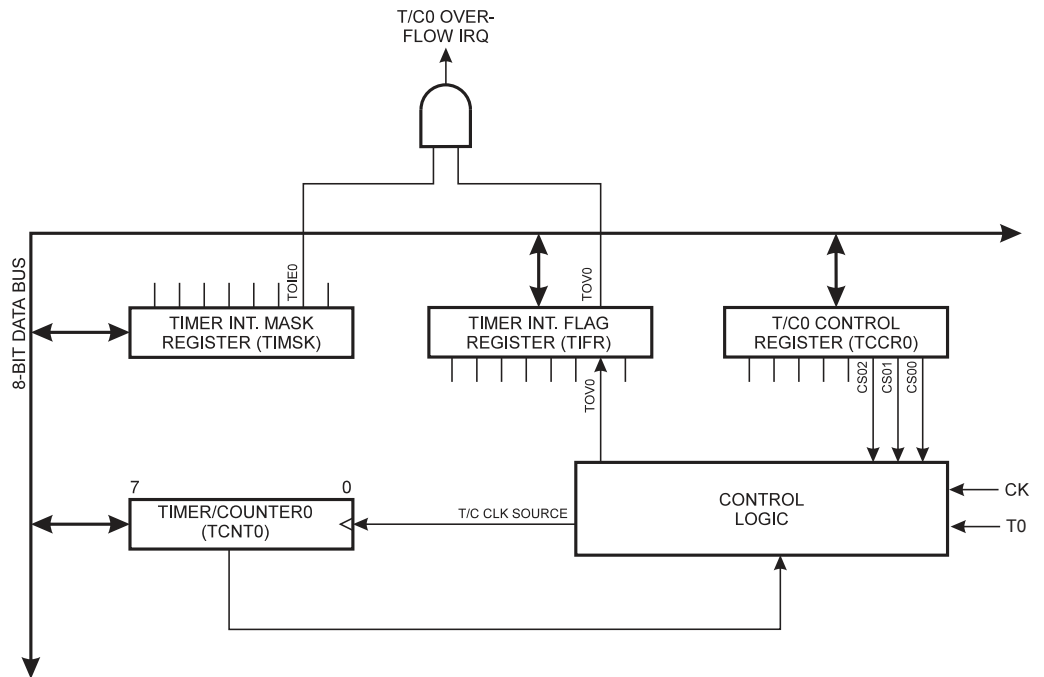 T/C0 OVER-
FLOW IRQ
8-BIT DATA BUS
TOIE0
TOV0
TIMER INT. MASK
REGISTER (TIMSK)
TIMER INT. FLAG
REGISTER (TIFR)
T/C0 CONTROL
REGISTER (TCCR0)
TOV0
CS02
CS01
CS00
7
0
TIMER/COUNTER0
(TCNT0)
T/C CLK SOURCE
CONTROL
LOGIC
CK
T0